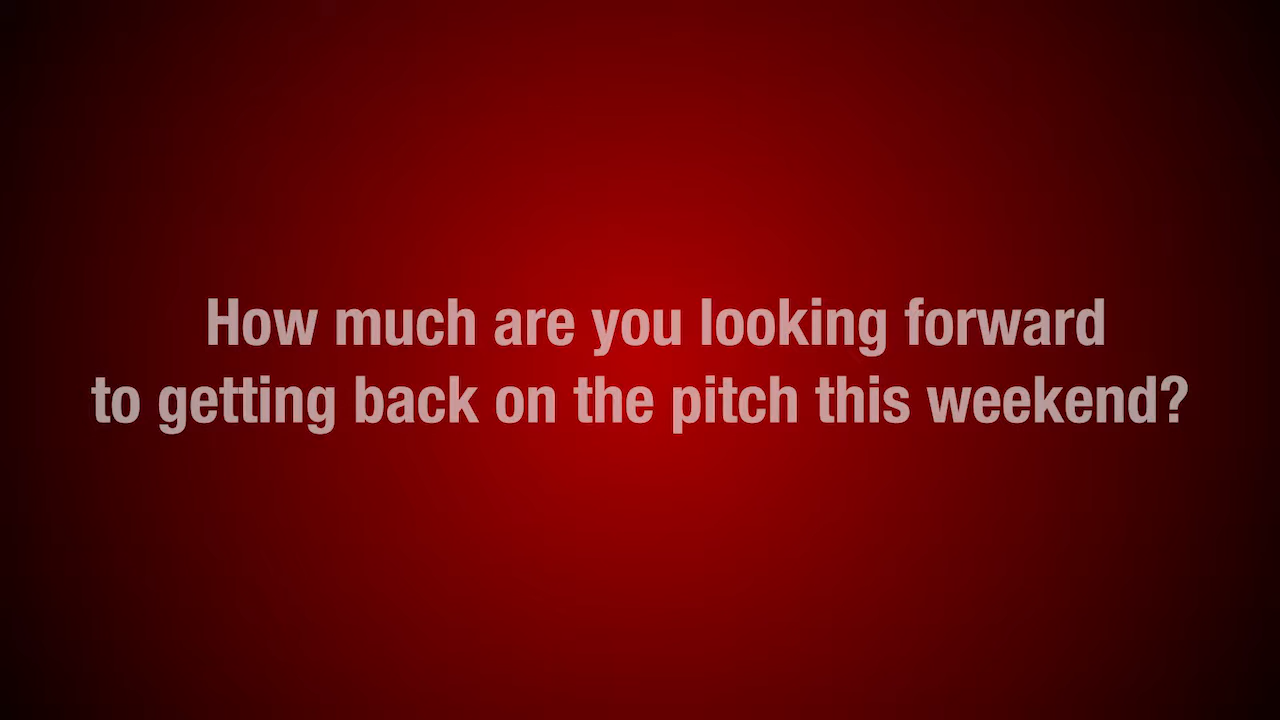 How much are you looking forward
to getting back on the pitch this weekend?